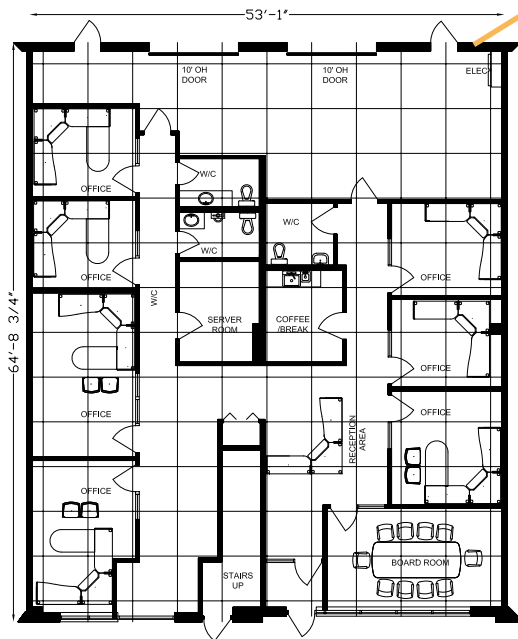 53'-1"
10' OH
DOOR
10' OH
DOOR
ELEC
W/C
OFFICE
W/C
OFFICE
W/C
OFFICE
64'-8 3/4"
W/C
SERVER
ROOM
COFFEE
/BREAK
OFFICE
OFFICE
OFFICE
RECEPTION
AREA
OFFICE
BOARD ROOM
STAIRS
UP